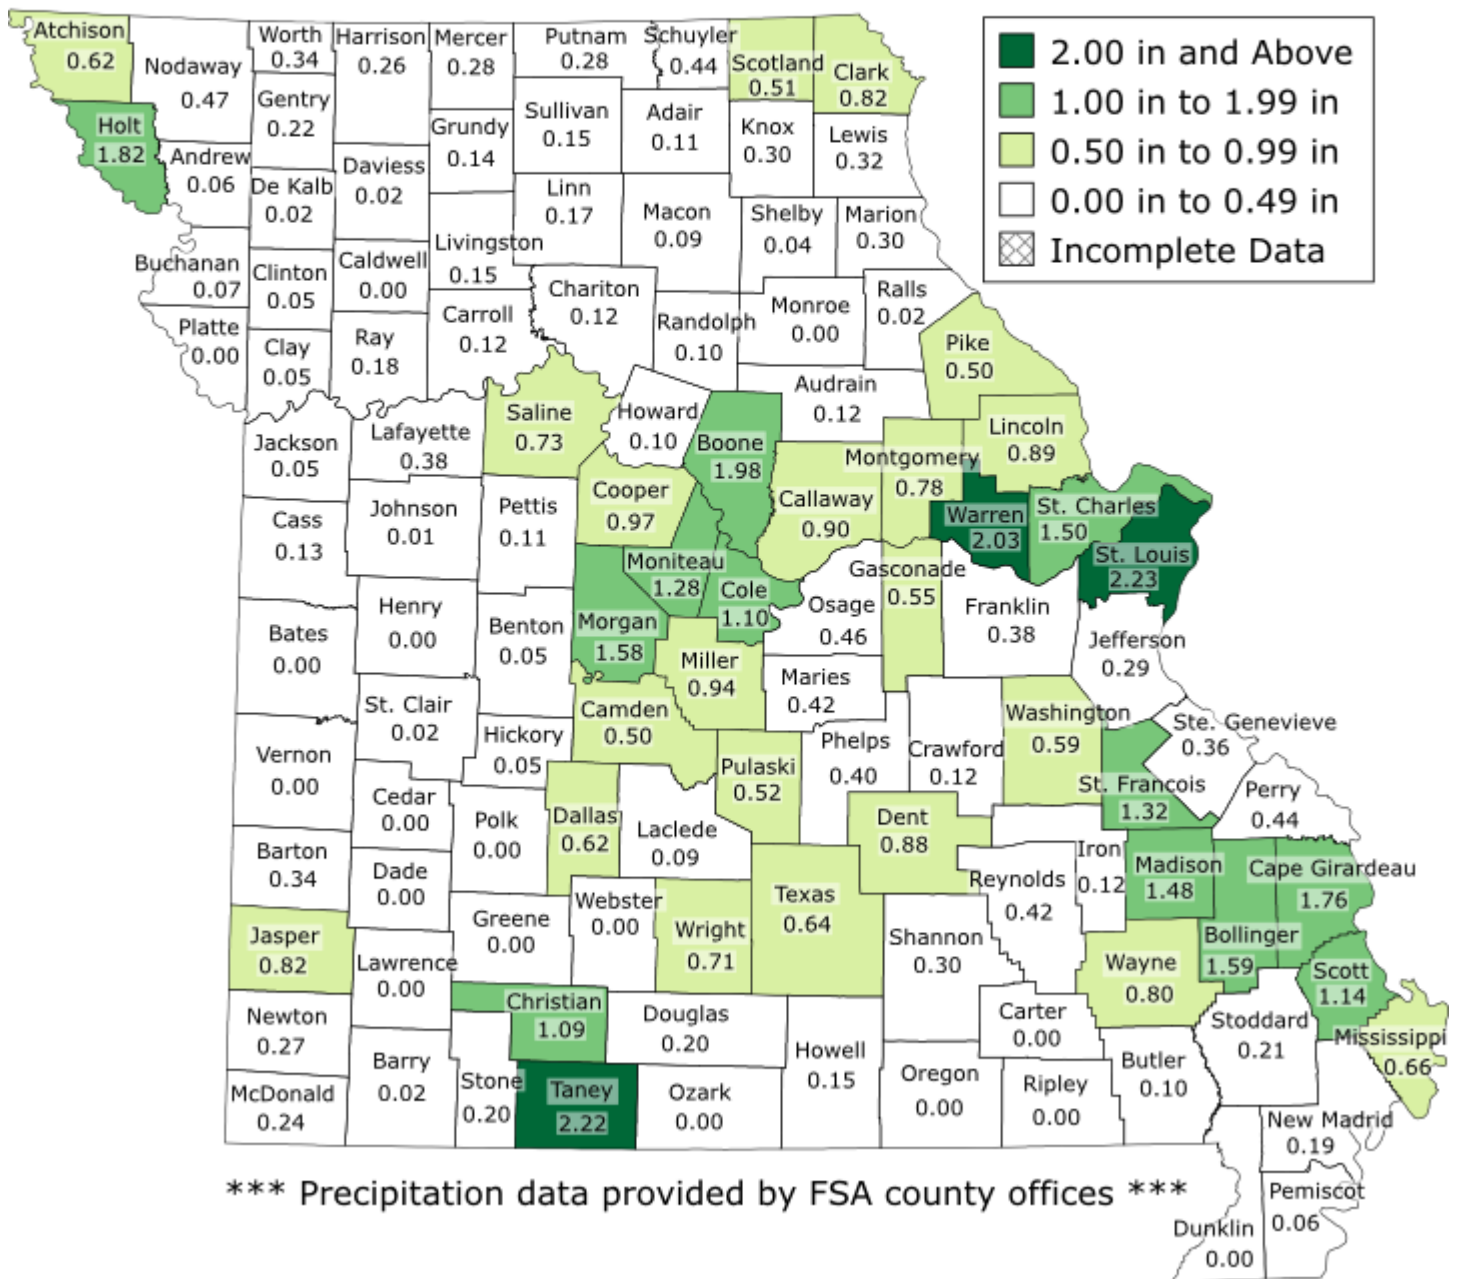 2.00 in and Above
1.00 in to 1.99 in
0.50 in to 0.99 in
0.00 in to 0.49 in
Incomplete Data
Atchison
0.62
Nodaway
0.47
Worth
0.34
Harrison
0.26
Mercer
0.28
Putnam
0.28
Schuyler
0.44
Scotland
0.51
Clark
0.82
Holt
1.82
Andrew
0.06
Gentry
0.22
De Kalb
0.02
Daviess
0.02
Grundy
0.14
Sullivan
0.15
Adair
0.11
Knox
0.30
Lewis
0.32
Linn
0.17
Macon
0.09
Shelby
0.04
Marion
0.30
Livingston
0.15
Buchanan
0.07
Clinton
0.05
Caldwell
0.00
Chariton
0.12
Randolph
0.10
Monroe
0.00
Ralls
0.02
Platte
0.00
Clay
0.05
Ray
0.18
Carroll
0.12
Pike
0.50
Audrain
0.12
Saline
0.73
Howard
0.10
Boone
1.98
Lincoln
0.89
Jackson
0.05
Lafayette
0.38
Montgomery
0.78
Cooper
0.97
Callaway
0.90
Warren
2.03
St. Charles
1.50
St. Louis
2.23
Cass
0.13
Johnson
0.01
Pettis
0.11
Moniteau
1.28
Cole
1.10
Osage
0.46
Gasconade
0.55
Franklin
0.38
Jefferson
0.29
Bates
0.00
Henry
0.00
Benton
0.05
Morgan
1.58
Miller
0.94
Maries
0.42
St. Clair
0.02
Hickory
0.05
Camden
0.50
Pulaski
0.52
Phelps
0.40
Crawford
0.12
Washington
0.59
Ste. Genevieve
0.36
Vernon
0.00
Cedar
0.00
Polk
0.00
Dallas
0.62
Laclede
0.09
Dent
0.88
St. Francois
1.32
Perry
0.44
Barton
0.34
Dade
0.00
Greene
0.00
Webster
0.00
Wright
0.71
Texas
0.64
Reynolds
0.42
Iron
0.12
Madison
1.48
Cape Girardeau
1.76
Jasper
0.82
Lawrence
0.00
Shannon
0.30
Wayne
0.80
Bollinger
1.59
Scott
1.14
Newton
0.27
Christian
1.09
Douglas
0.20
Howell
0.15
Carter
0.00
Stoddard
0.21
Mississippi
0.66
McDonald
0.24
Barry
0.02
Stone
0.20
Taney
2.22
Ozark
0.00
Oregon
0.00
Ripley
0.00
Butler
0.10
New Madrid
0.19
Pemiscot
0.06
Dunklin
0.00
*** Precipitation data provided by FSA county offices ***